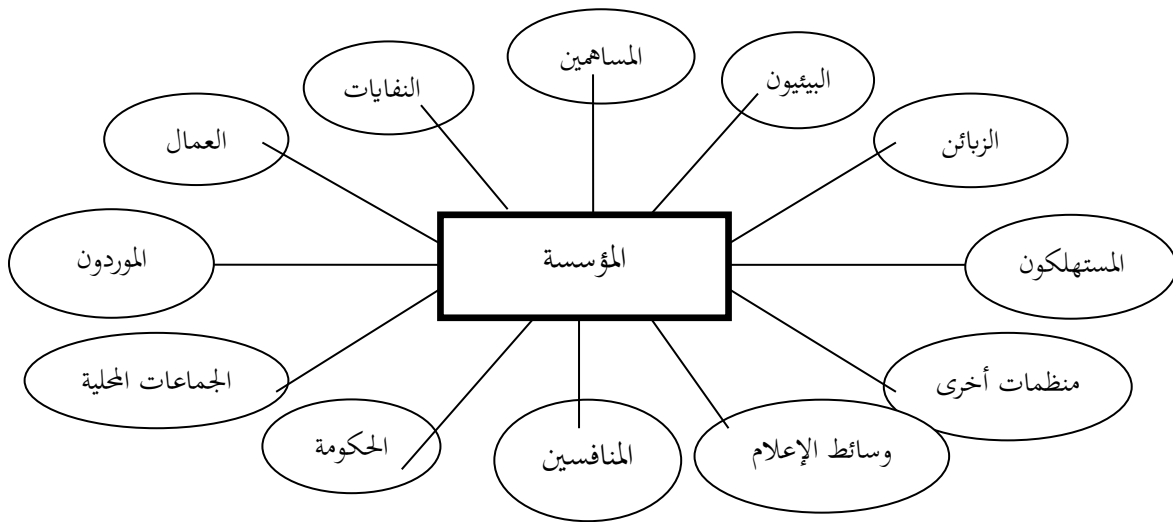 المساهمين
البيئيون
النفايات
الزبائن
العمال
المؤسسة
المستهلكون
الموردون
منظمات أخرى
الجماعات المحلية
وسائط الإعلام
المنافسين
الحكومة